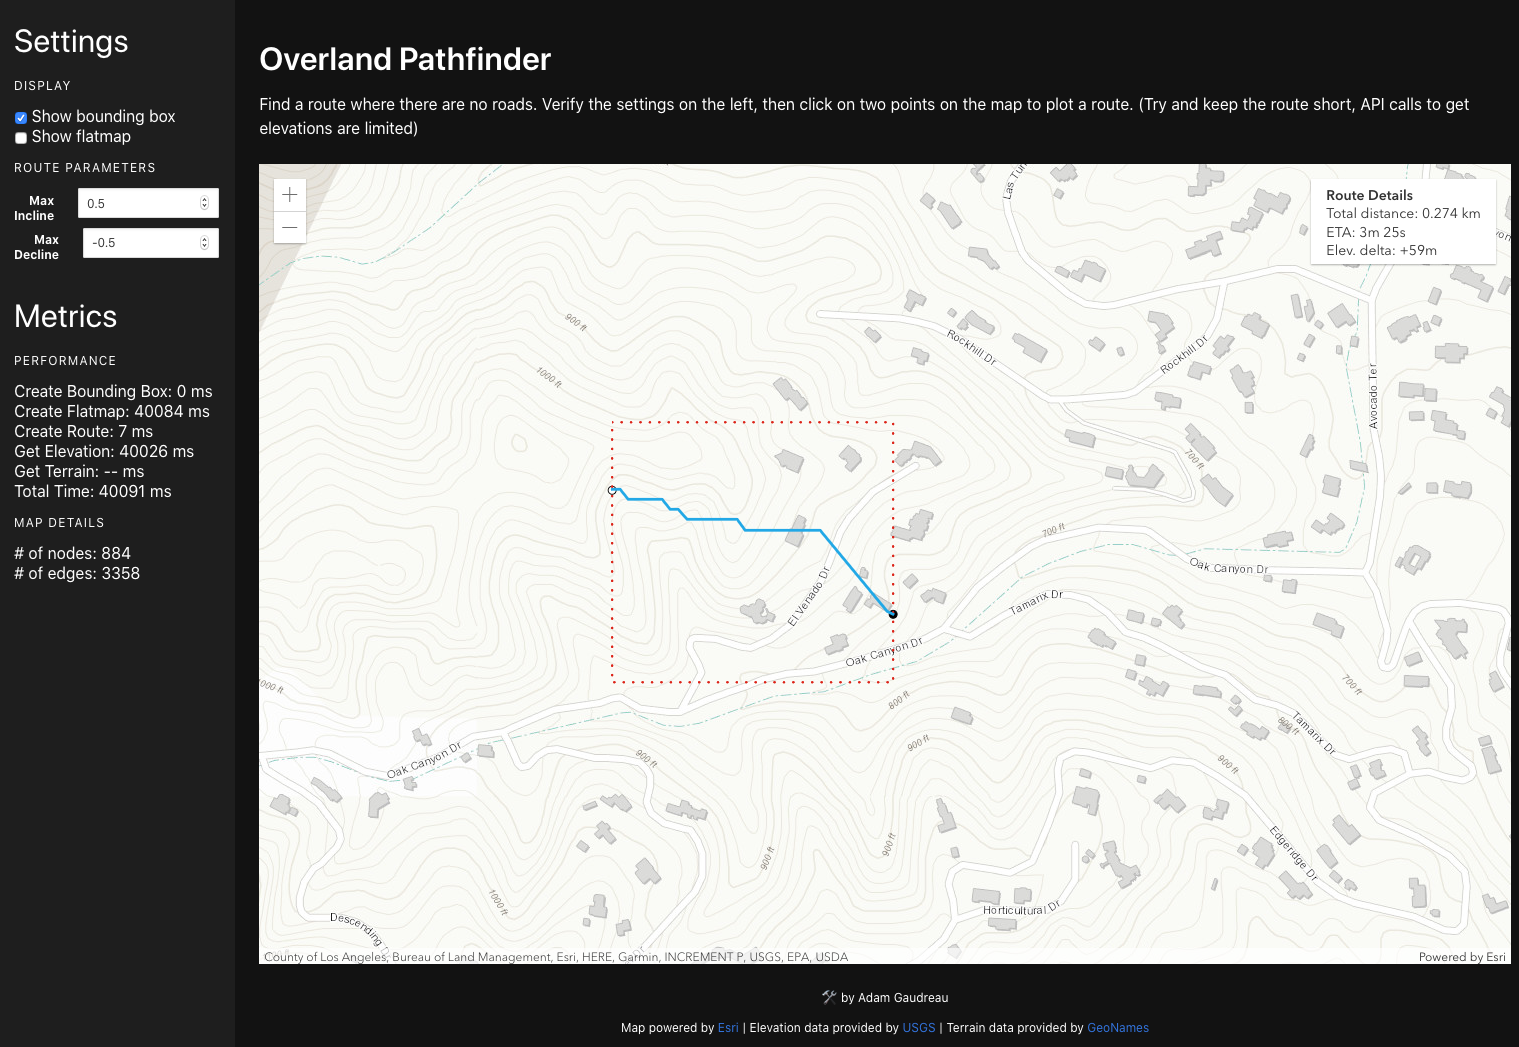 Settings
DISPLAY
Show bounding box
Show flatmap
ROUTE PARAMETERS
Max Incline
0.5
Max Decline
-0.5
Metrics
PERFORMANCE
Create Bounding Box: 0 ms
Create Flatmap: 40084 ms
Create Route: 7 ms
Get Elevation: 40026 ms
Get Terrain: -- ms
Total Time: 40091 ms
MAP DETAILS
# of nodes: 884
# of edges: 3358
Overland Pathfinder
Find a route where there are no roads. Verify the settings on the left, then click on two points on the map to plot a route. (Try and keep the route short, API calls to get
elevations are limited)
+
−
Route Details
Total distance: 0.274 km
ETA: 3m 25s
Elev. delta: +59m
Las Tun
yon
900 ft
Rockhill Dr
Rockhill Dr
1000 ft
Avocado Ter
700 ft
700 ft
Oak Canyon Dr
El Venado Dr
Tamarix Dr
Oak Canyon Dr
1000 ft
800 ft
700 ft
800 ft
Tamarix Dr
900 ft
Oak Canyon Dr
900 ft
900 ft
900 ft
900 ft
Edgeridge Dr
1000 ft
Horticultural Dr
Descending D
Dr
County of Los Angeles, Bureau of Land Management, Esri, HERE, Garmin, INCREMENT P, USGS, EPA, USDA
Powered by Esri
by Adam Gaudreau
Map powered by Esri | Elevation data provided by USGS | Terrain data provided by GeoNames